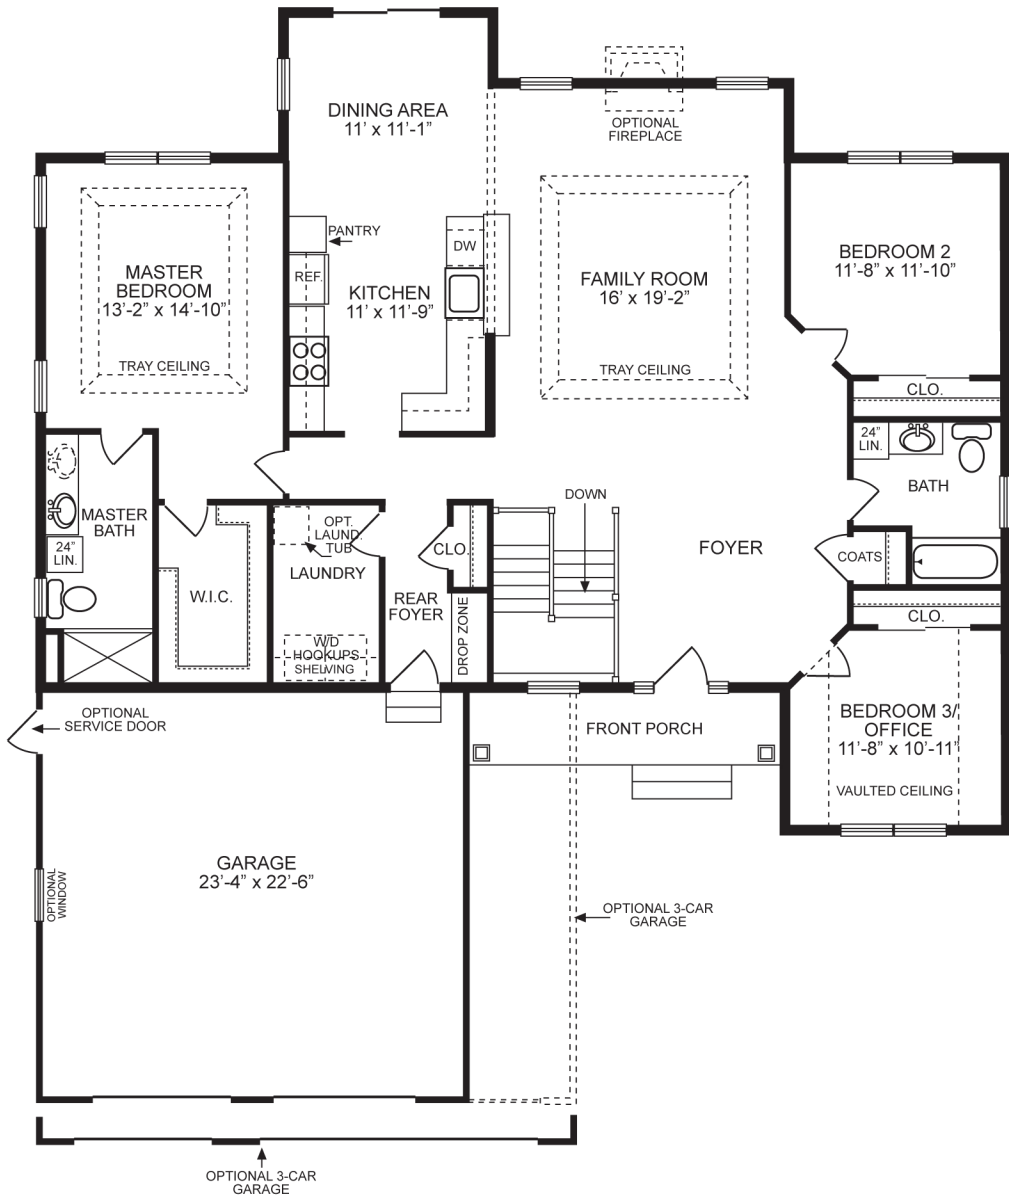 DINING AREA
11' x 11'-1"
OPTIONAL
FIREPLACE
PANTRY
DW
REF.
KITCHEN
11' x 11'-9"
MASTER
BEDROOM
13'-2" x 14'-10"
TRAY CEILING
FAMILY ROOM
16' x 19'-2"
TRAY CEILING
BEDROOM 2
11'-8" x 11'-10"
CLO.
24"
LIN.
BATH
COATS
CLO.
MASTER
BATH
24"
LIN.
W.I.C.
OPT.
LAUND.
TUB
LAUNDRY
W/D
HOOKUPS
SHELVING
CLO.
REAR
FOYER
DROP ZONE
DOWN
FOYER
OPTIONAL
SERVICE DOOR
FRONT PORCH
BEDROOM 3/
OFFICE
11'-8" x 10'-11"
VAULTED CEILING
GARAGE
23'-4" x 22'-6"
OPTIONAL
WINDOW
OPTIONAL 3-CAR
GARAGE
OPTIONAL 3-CAR
GARAGE